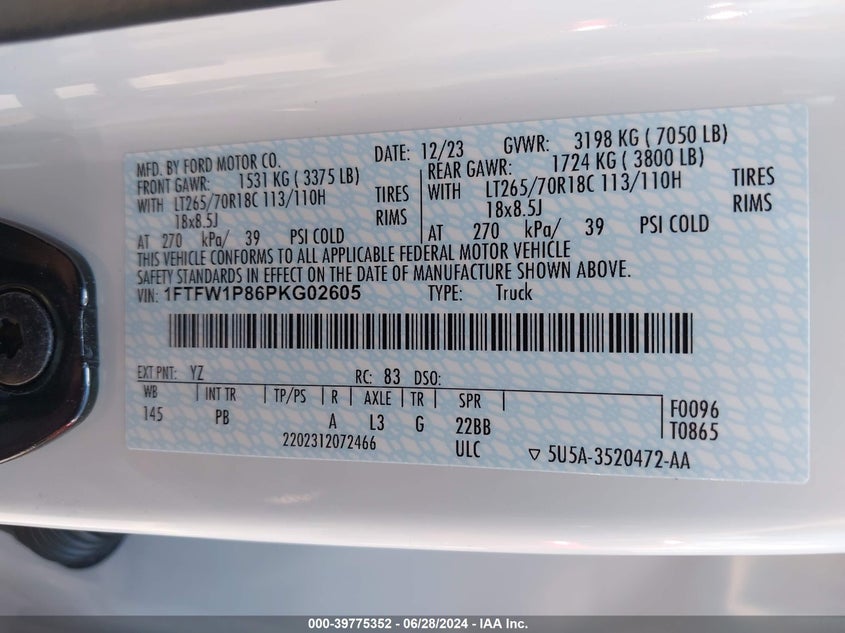 MFD. BY FORD MOTOR CO. DATE: 12/23 GVWR: 3198 KG ( 7050 LB)
FRONT GAWR: 1531 KG ( 3375 LB) REAR GAWR: 1724 KG ( 3800 LB)
WITH LT265/70R18C 113/110H TIRES WITH LT265/70R18C 113/110H TIRES
18x8.5J RIMS 18x8.5J RIMS
AT 270 kPa/ 39 PSI COLD AT 270 kPa/ 39 PSI COLD
THIS VEHICLE CONFORMS TO ALL APPLICABLE FEDERAL MOTOR VEHICLE
SAFETY STANDARDS IN EFFECT ON THE DATE OF MANUFACTURE SHOWN ABOVE.
VIN: 1FTFW1P86PKG02605 TYPE: Truck
EXT PNT: YZ RC: 83 DSO:
WB INT TR TP/PS R AXLE TR SPR
145 PB A L3 G 22BB
F0096
T0865
2202312072466 ULC ▽ 5U5A-3520472-AA
000-39775352 / 06/28/2024 - IAA Inc.